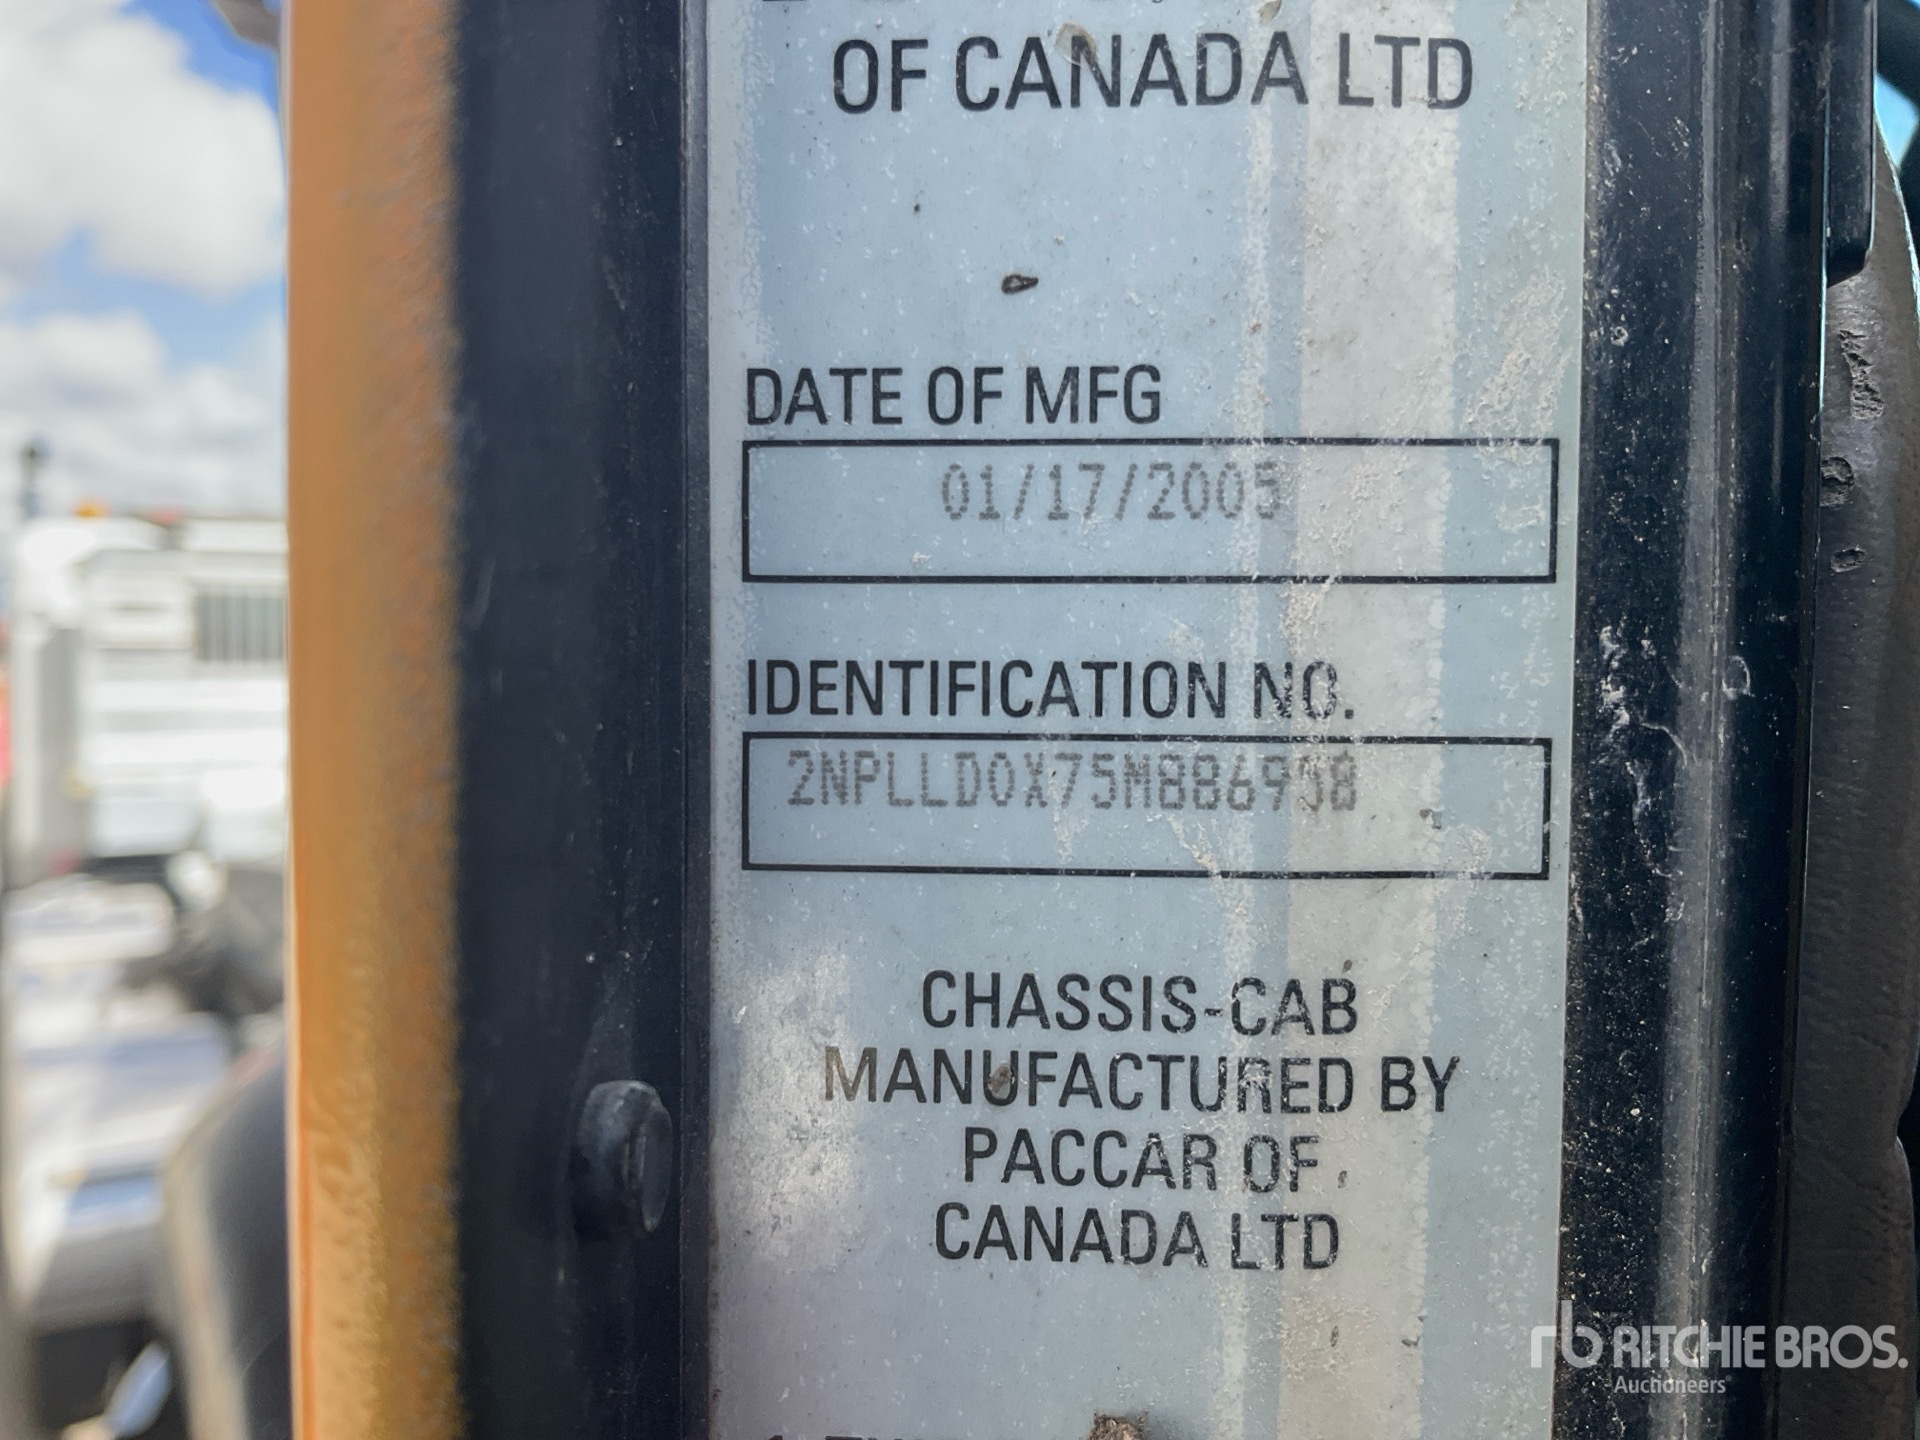 OF CANADA LTD
DATE OF MFG
01/17/2005
IDENTIFICATION NO.
2NPLLD0X75M886958
CHASSIS-CAB
MANUFACTURED BY
PACCAR OF
CANADA LTD
rb RITCHIE BROS.
Auctioneers